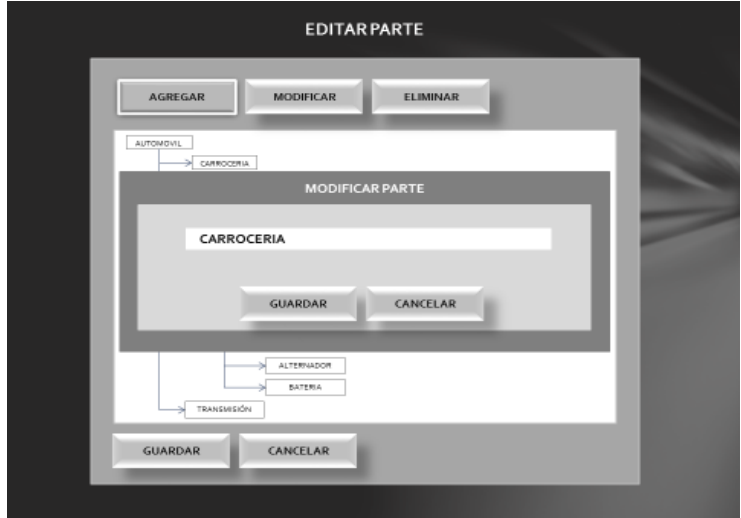 EDITAR PARTE
AGREGAR MODIFICAR ELIMINAR
AUTOMOVIL
CARROCERIA
MODIFICAR PARTE
CARROCERIA
GUARDAR CANCELAR
ALTERNADOR
BATERIA
TRANSMISIÓN
GUARDAR CANCELAR